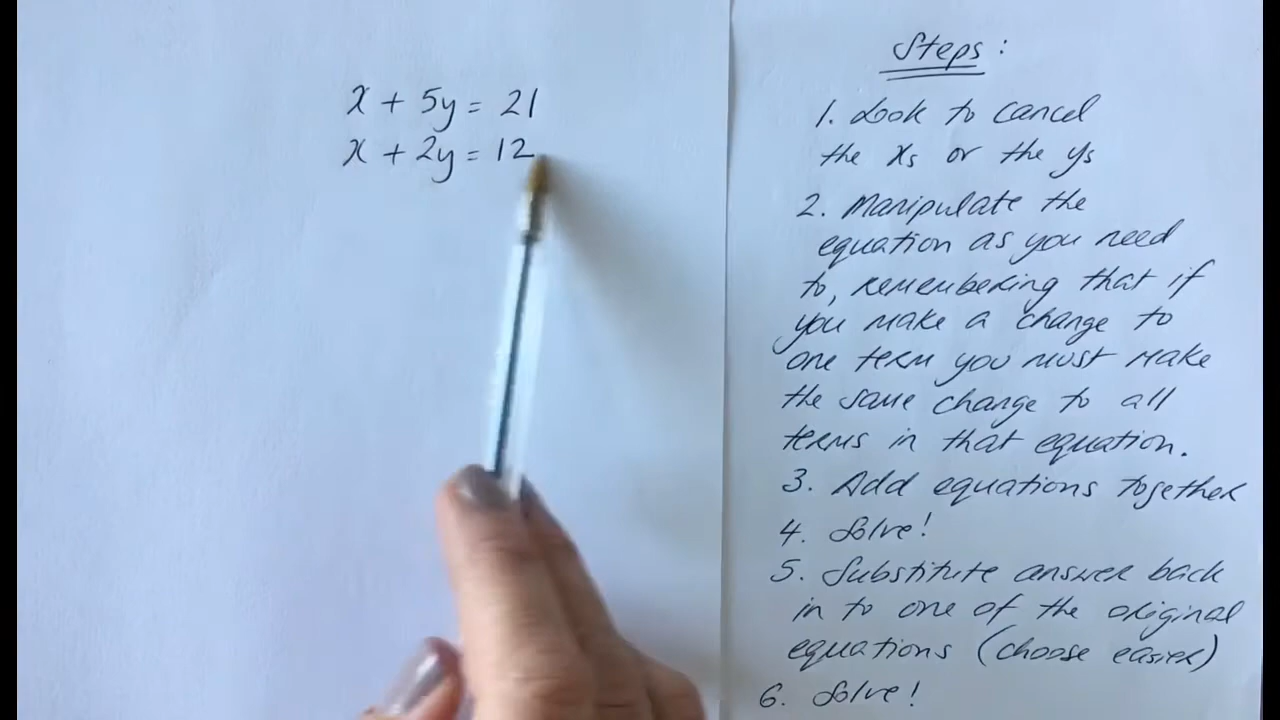 x + 5y = 21
x + 2y = 12
Steps :
1. Look to cancel
the xs or the ys
2. Manipulate the
equation as you need
to, remembering that if
you make a change to
one term you must make
the same change to all
terms in that equation.
3. Add equations together
4. Solve!
5. Substitute answer back
in to one of the original
equations (choose easier)
6. Solve!